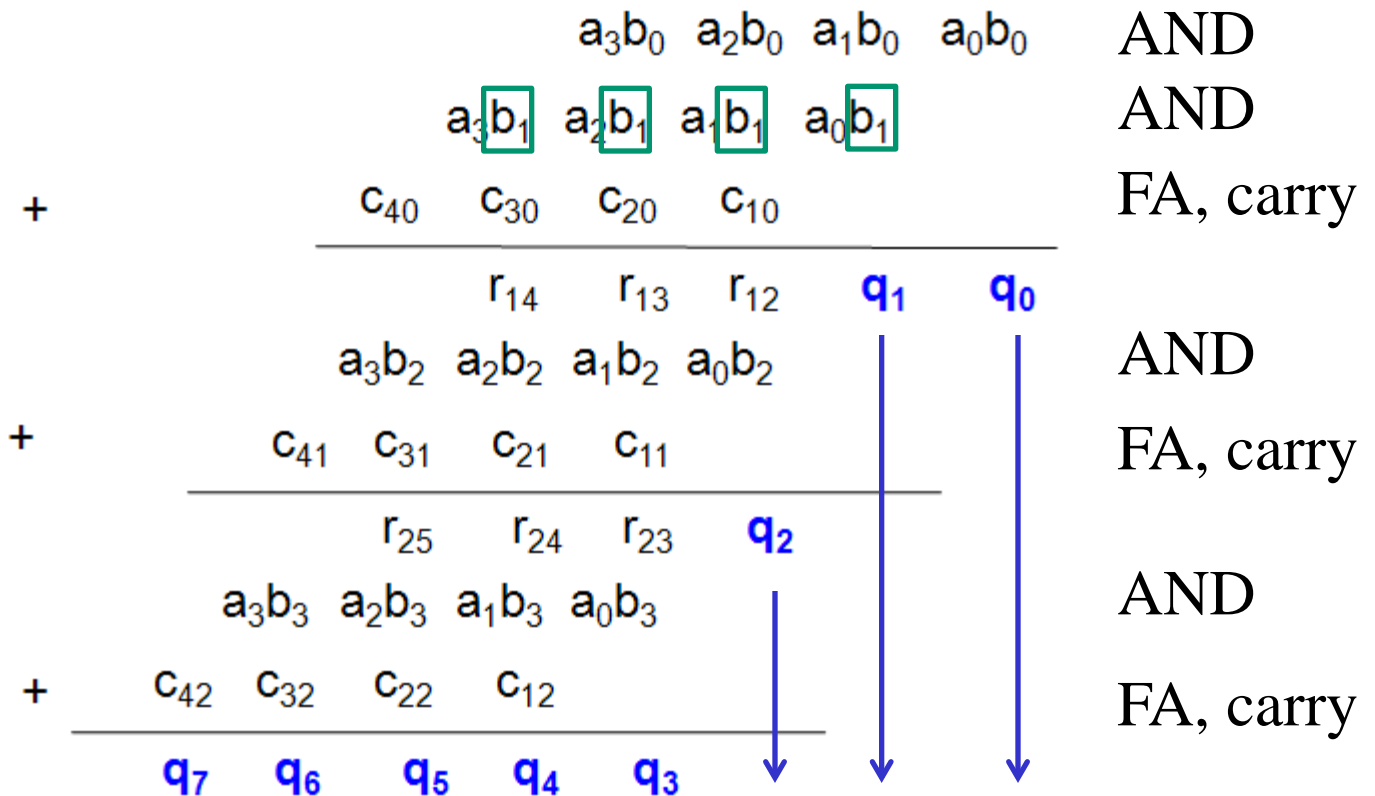 a₃b₀ a₂b₀ a₁b₀ a₀b₀ AND
a₃b₁ a₂b₁ a₁b₁ a₀b₁ AND
+ c₄₀ c₃₀ c₂₀ c₁₀ FA, carry
r₁₄ r₁₃ r₁₂ q₁ q₀
a₃b₂ a₂b₂ a₁b₂ a₀b₂ AND
+ c₄₁ c₃₁ c₂₁ c₁₁ FA, carry
r₂₅ r₂₄ r₂₃ q₂
a₃b₃ a₂b₃ a₁b₃ a₀b₃ AND
+ c₄₂ c₃₂ c₂₂ c₁₂ FA, carry
q₇ q₆ q₅ q₄ q₃